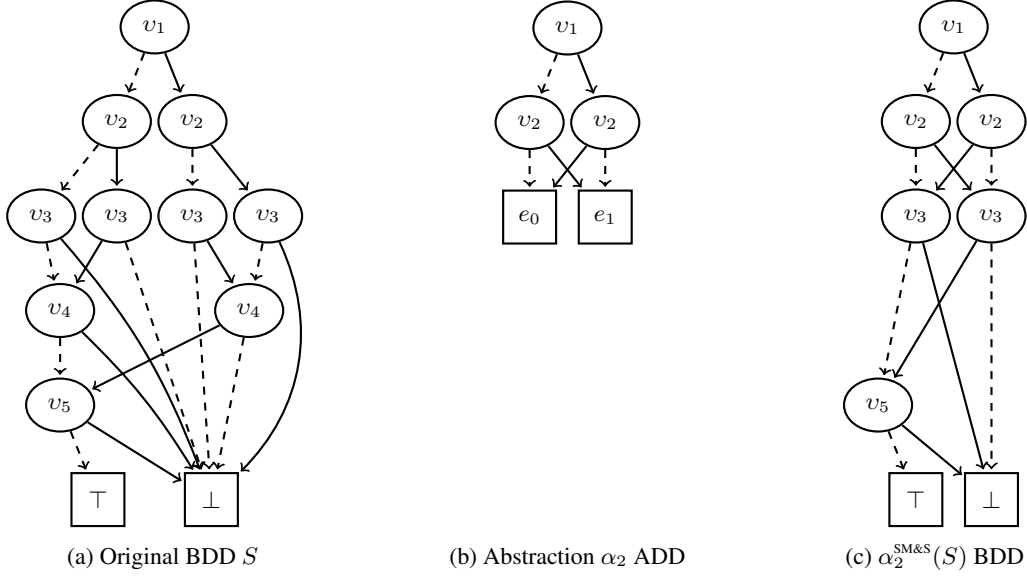 υ₁
υ₂ υ₂
υ₃ υ₃ υ₃ υ₃
υ₄ υ₄
υ₅
⊤ ⊥
(a) Original BDD S
υ₁
υ₂ υ₂
e₀ e₁
(b) Abstraction α₂ ADD
υ₁
υ₂ υ₂
υ₃ υ₃
υ₅
⊤ ⊥
(c) α₂^SM&S(S) BDD